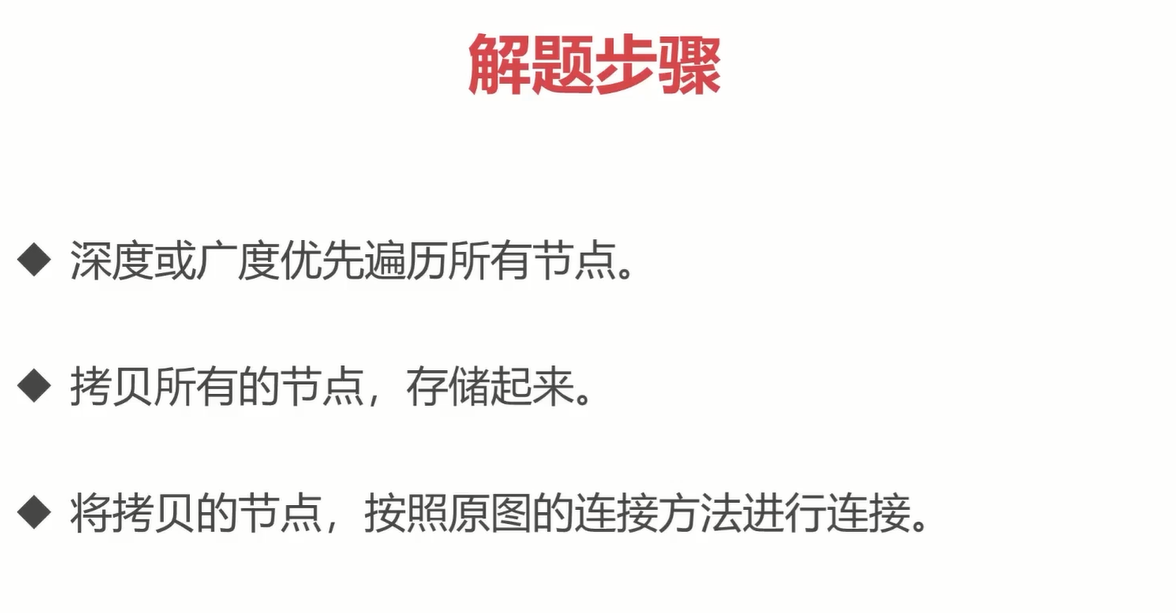 解题步骤
◆ 深度或广度优先遍历所有节点。
◆ 拷贝所有的节点，存储起来。
◆ 将拷贝的节点，按照原图的连接方法进行连接。